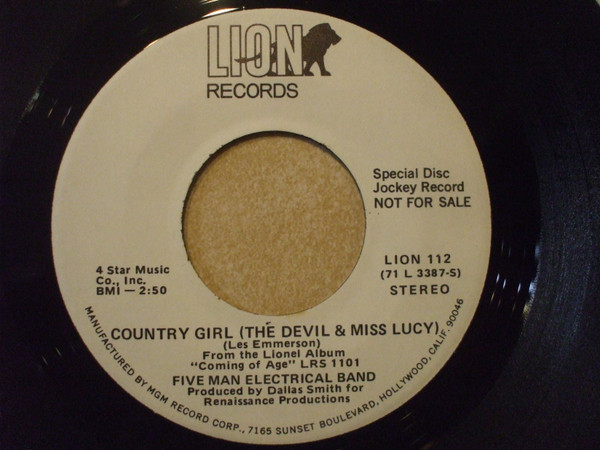 LION
RECORDS
Special Disc
Jockey Record
NOT FOR SALE
LION 112
(71 L 3387-S)
STEREO
4 Star Music
Co., Inc.
BMI — 2:50
COUNTRY GIRL (THE DEVIL & MISS LUCY)
(Les Emmerson)
From the Lionel Album
"Coming of Age" LRS 1101
FIVE MAN ELECTRICAL BAND
Produced by Dallas Smith for
Renaissance Productions
MANUFACTURED BY MGM RECORD CORP., 7165 SUNSET BOULEVARD, HOLLYWOOD, CALIF. 90046